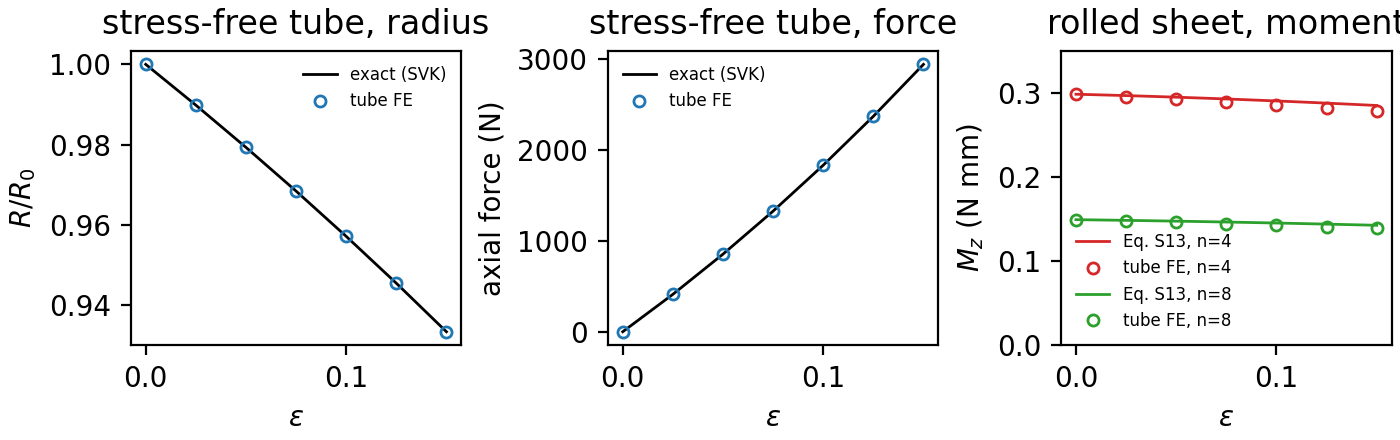 stress-free tube, radius
R/R0
1.00
0.98
0.96
0.94
exact (SVK)
tube FE
0.0
0.1
ε
stress-free tube, force
axial force (N)
3000
2000
1000
0
exact (SVK)
tube FE
0.0
0.1
ε
rolled sheet, moment
Mz (N mm)
0.3
0.2
0.1
0.0
Eq. S13, n=4
tube FE, n=4
Eq. S13, n=8
tube FE, n=8
0.0
0.1
ε